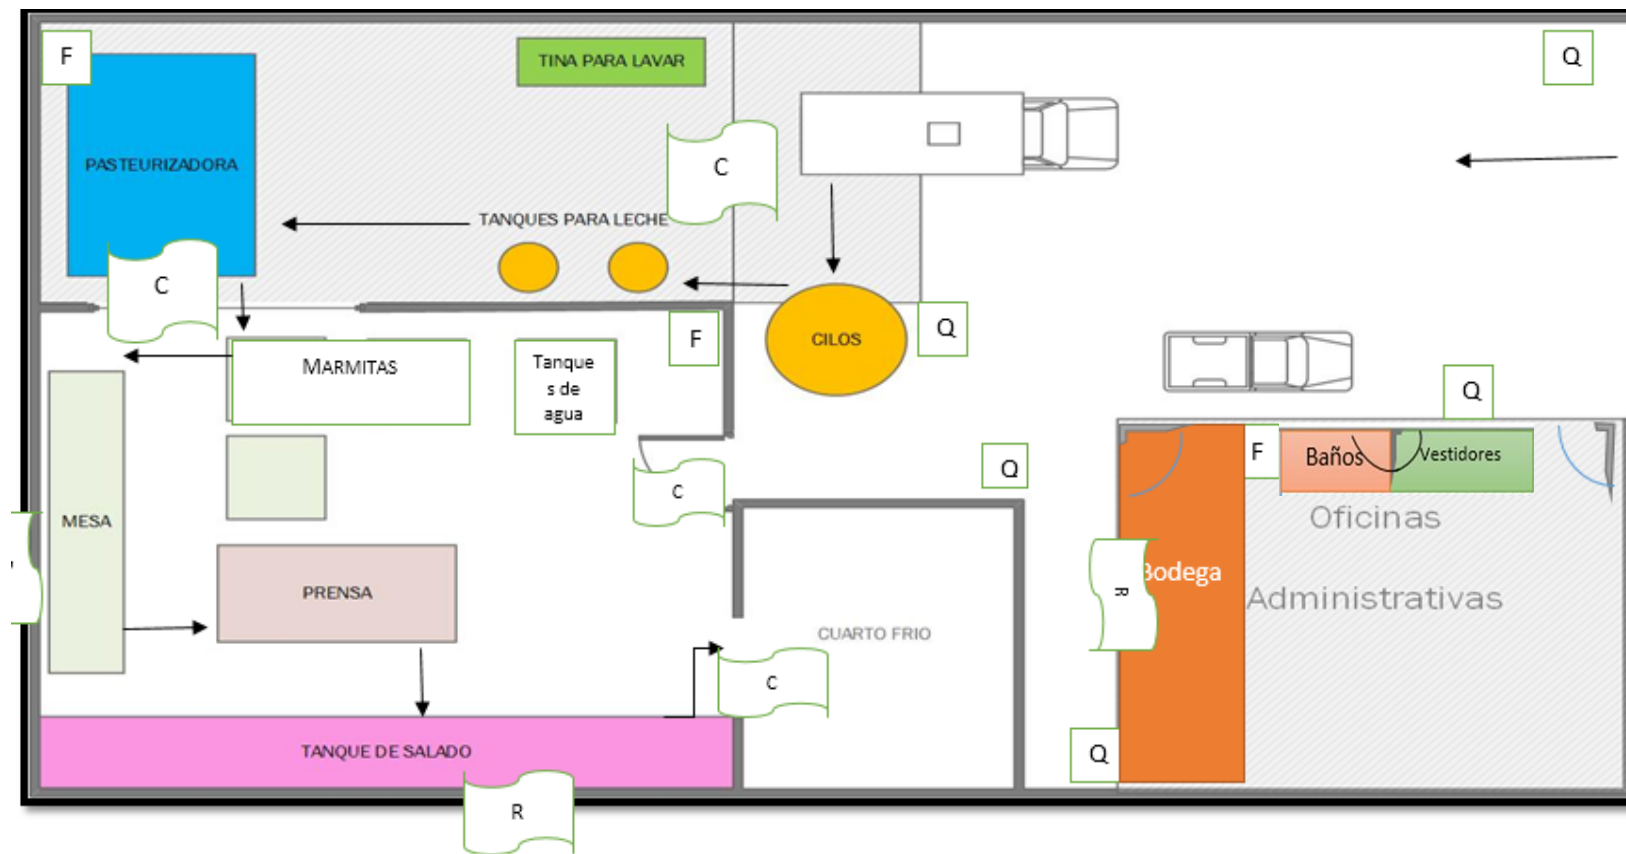 F
TINA PARA LAVAR
Q
PASTEURIZADORA
C
TANQUES PARA LECHE
C
F
Q
CILOS
MARMITAS
Tanque
s de
agua
Q
F
Baños
Vestidores
Q
C
MESA
Oficinas
Administrativas
Bodega
R
PRENSA
CUARTO FRIO
C
Q
TANQUE DE SALADO
R